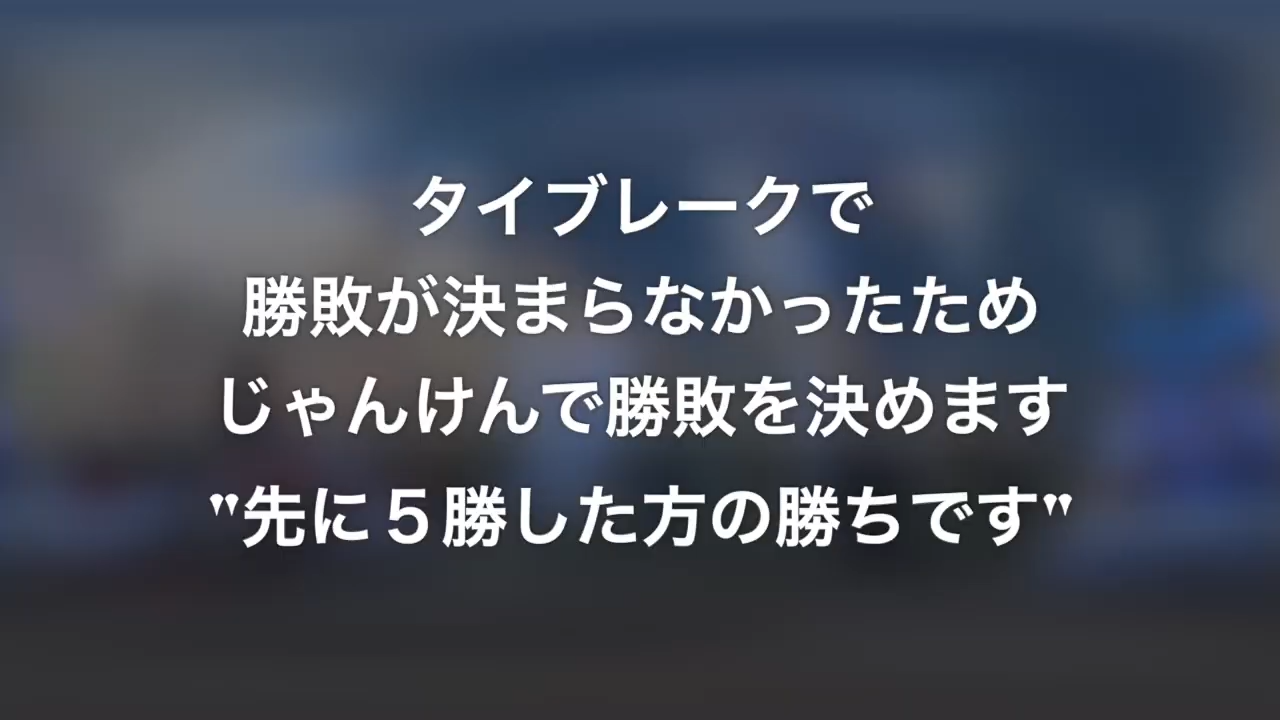 タイブレークで
勝敗が決まらなかったため
じゃんけんで勝敗を決めます
"先に５勝した方の勝ちです"